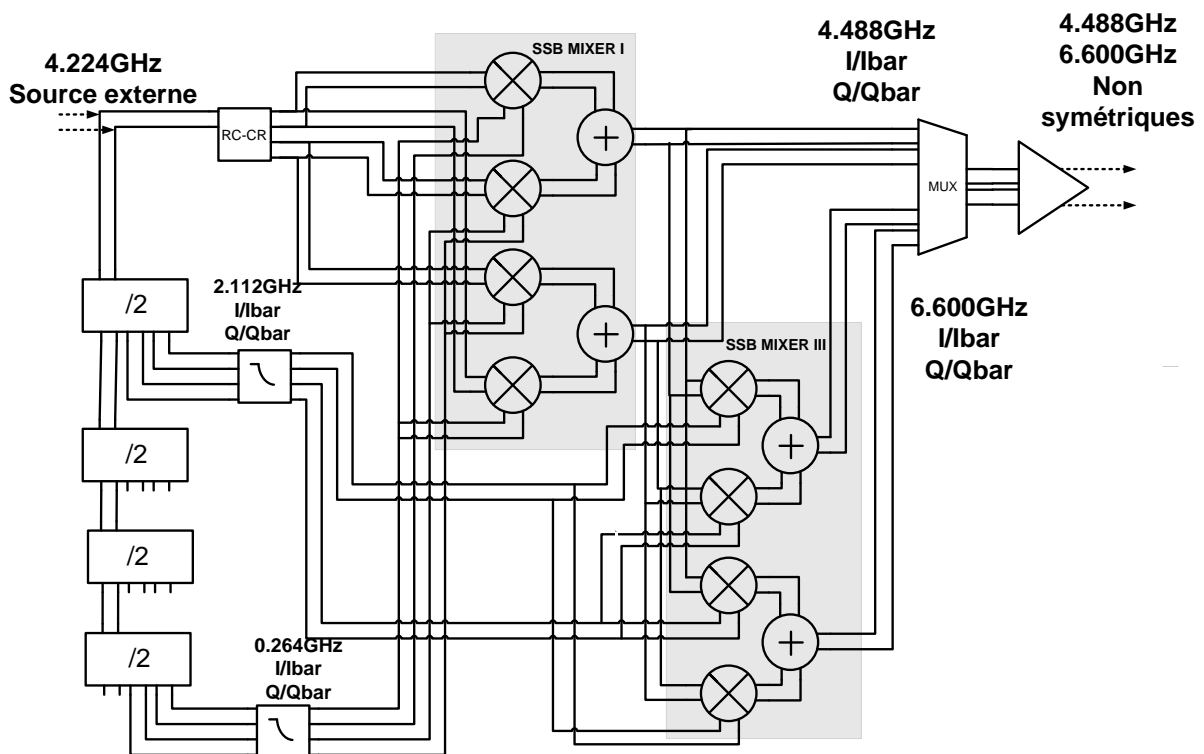 4.224GHz
Source externe
RC-CR
SSB MIXER I
4.488GHz
I/Ibar
Q/Qbar
4.488GHz
6.600GHz
Non
symétriques
MUX
/2
2.112GHz
I/Ibar
Q/Qbar
6.600GHz
I/Ibar
Q/Qbar
SSB MIXER III
/2
/2
/2
0.264GHz
I/Ibar
Q/Qbar